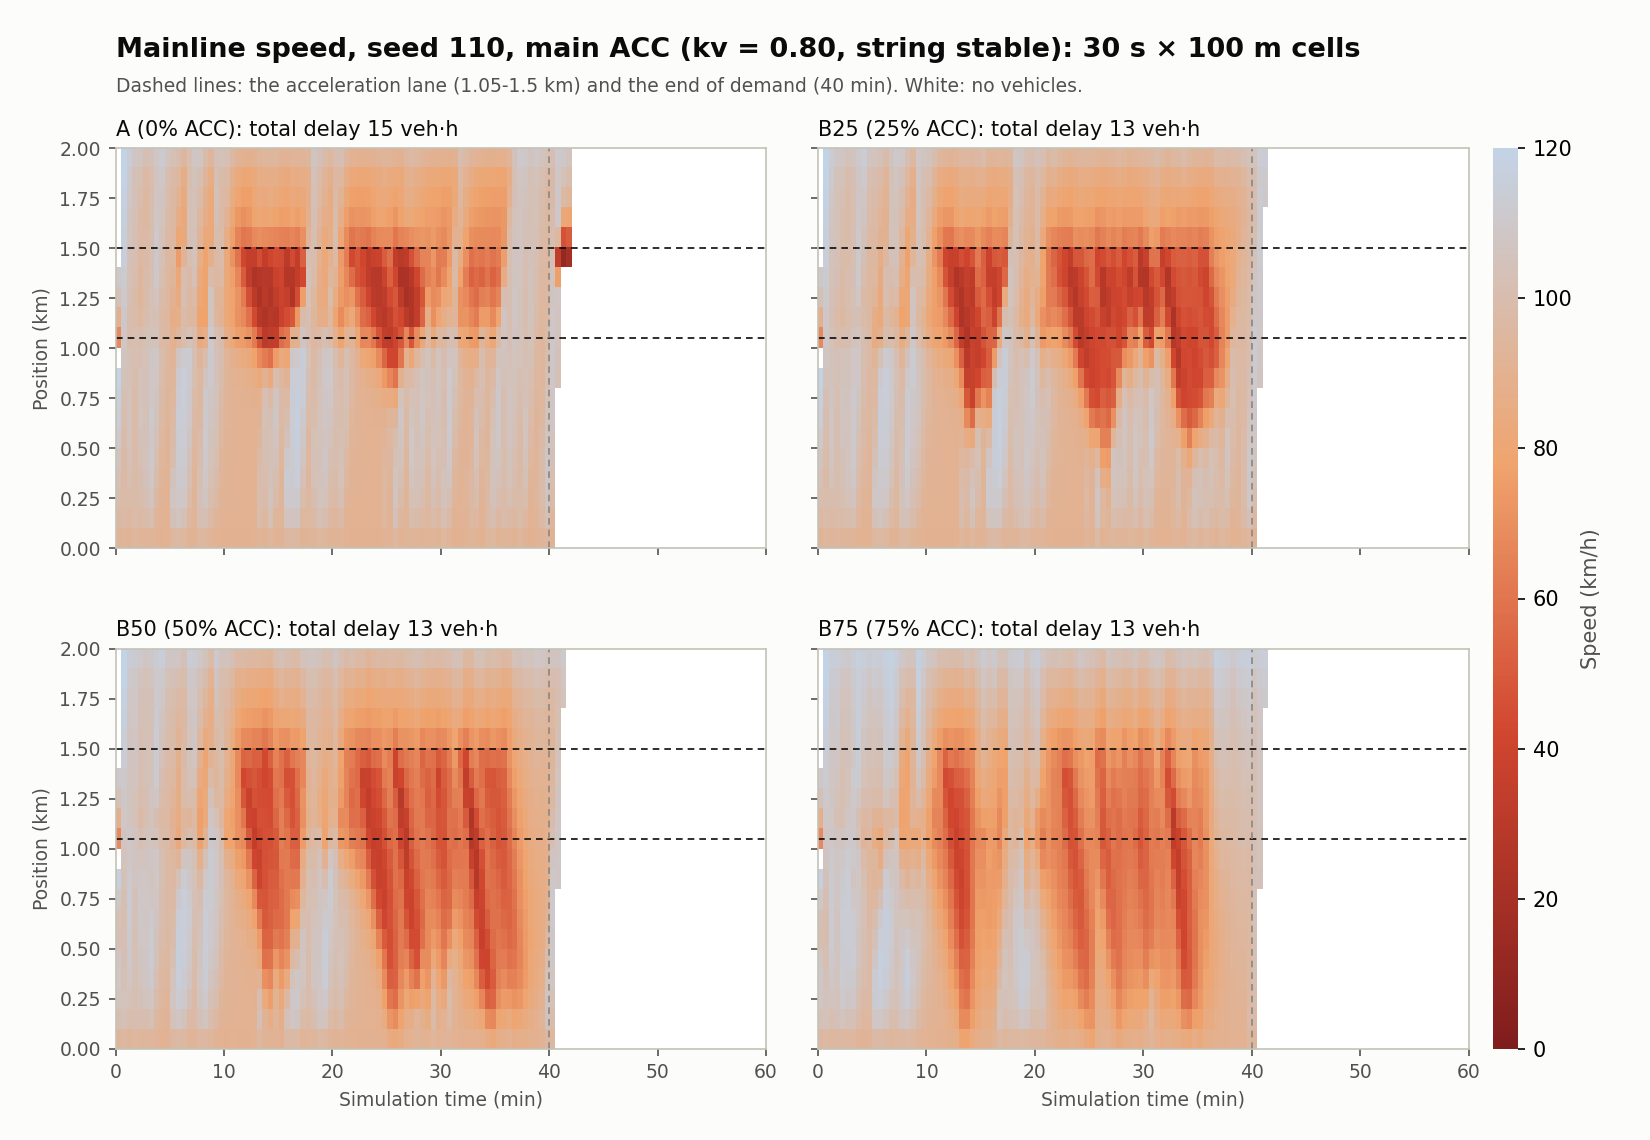 Mainline speed, seed 110, main ACC (kv = 0.80, string stable): 30 s × 100 m cells
Dashed lines: the acceleration lane (1.05-1.5 km) and the end of demand (40 min). White: no vehicles.
A (0% ACC): total delay 15 veh·h
B25 (25% ACC): total delay 13 veh·h
2.00
1.75
1.50
1.25
1.00
0.75
0.50
0.25
0.00
Position (km)
B50 (50% ACC): total delay 13 veh·h
B75 (75% ACC): total delay 13 veh·h
2.00
1.75
1.50
1.25
1.00
0.75
0.50
0.25
0.00
Position (km)
0 10 20 30 40 50 60
Simulation time (min)
0 10 20 30 40 50 60
Simulation time (min)
120
100
80
60
40
20
0
Speed (km/h)